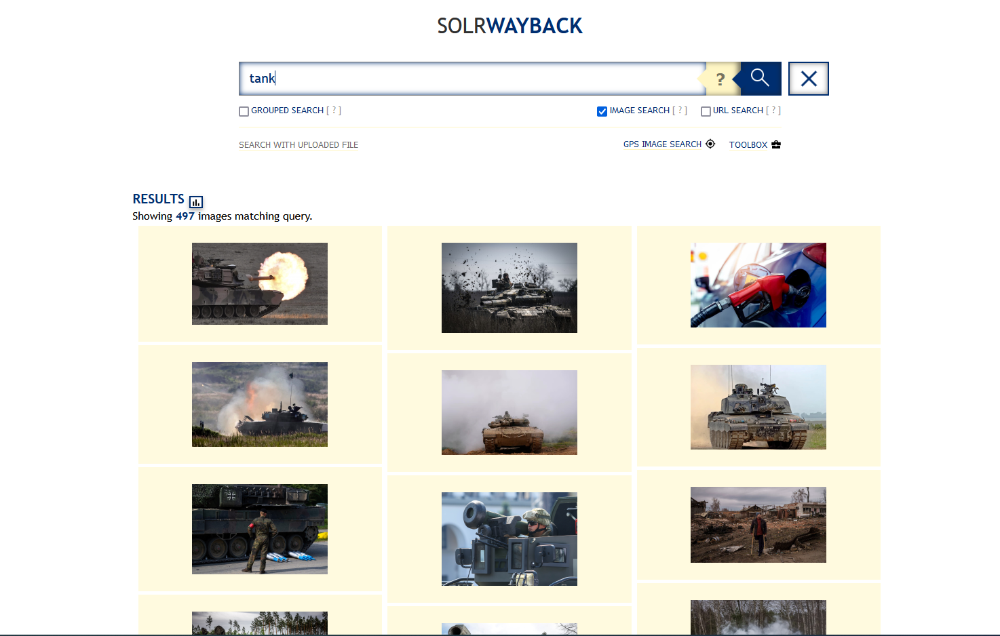 SOLRWAYBACK
tank
?
GROUPED SEARCH [ ? ]
IMAGE SEARCH [ ? ]
URL SEARCH [ ? ]
SEARCH WITH UPLOADED FILE
GPS IMAGE SEARCH
TOOLBOX
RESULTS
Showing 497 images matching query.